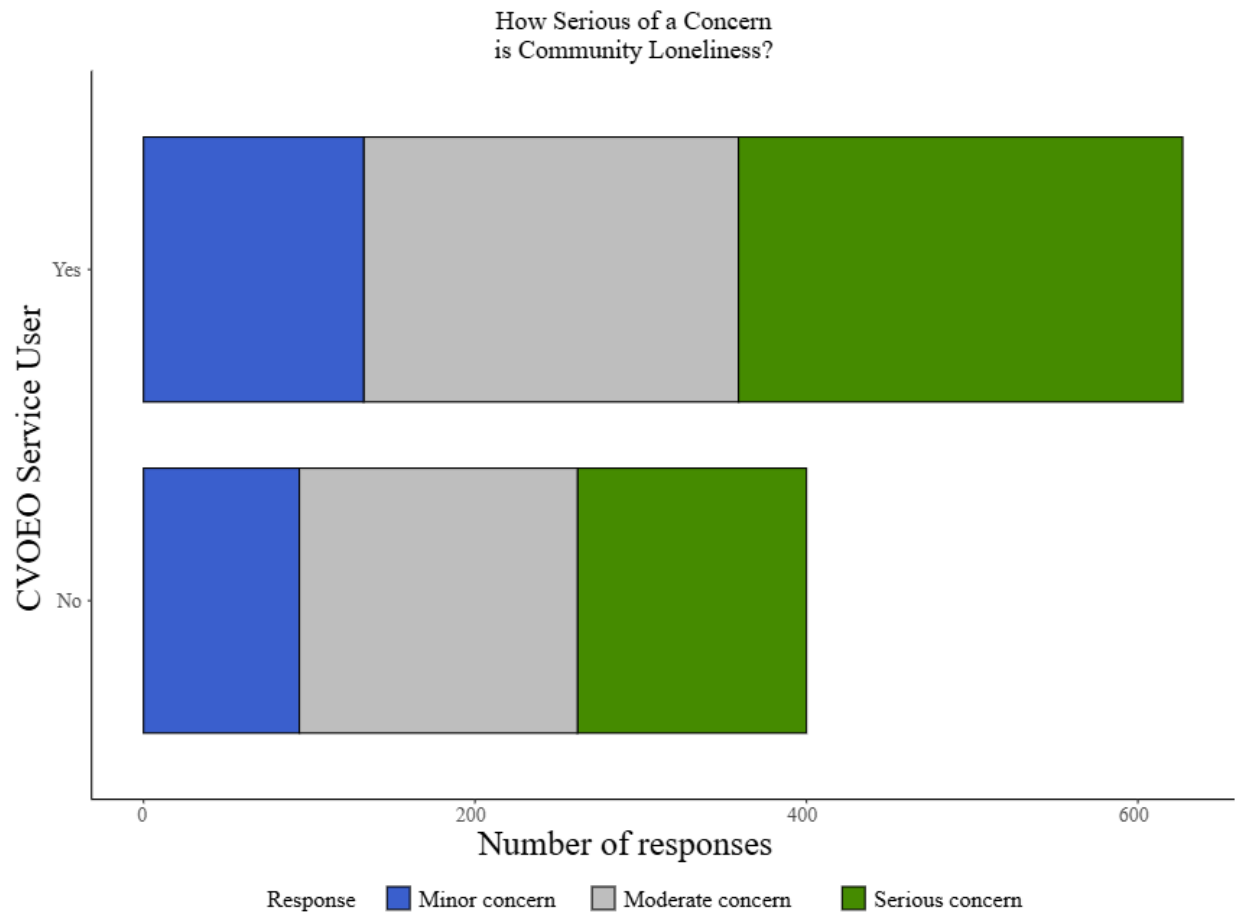 How Serious of a Concern
is Community Loneliness?
CVOEO Service User
Yes
No
0
200
400
600
Number of responses
Response
Minor concern
Moderate concern
Serious concern